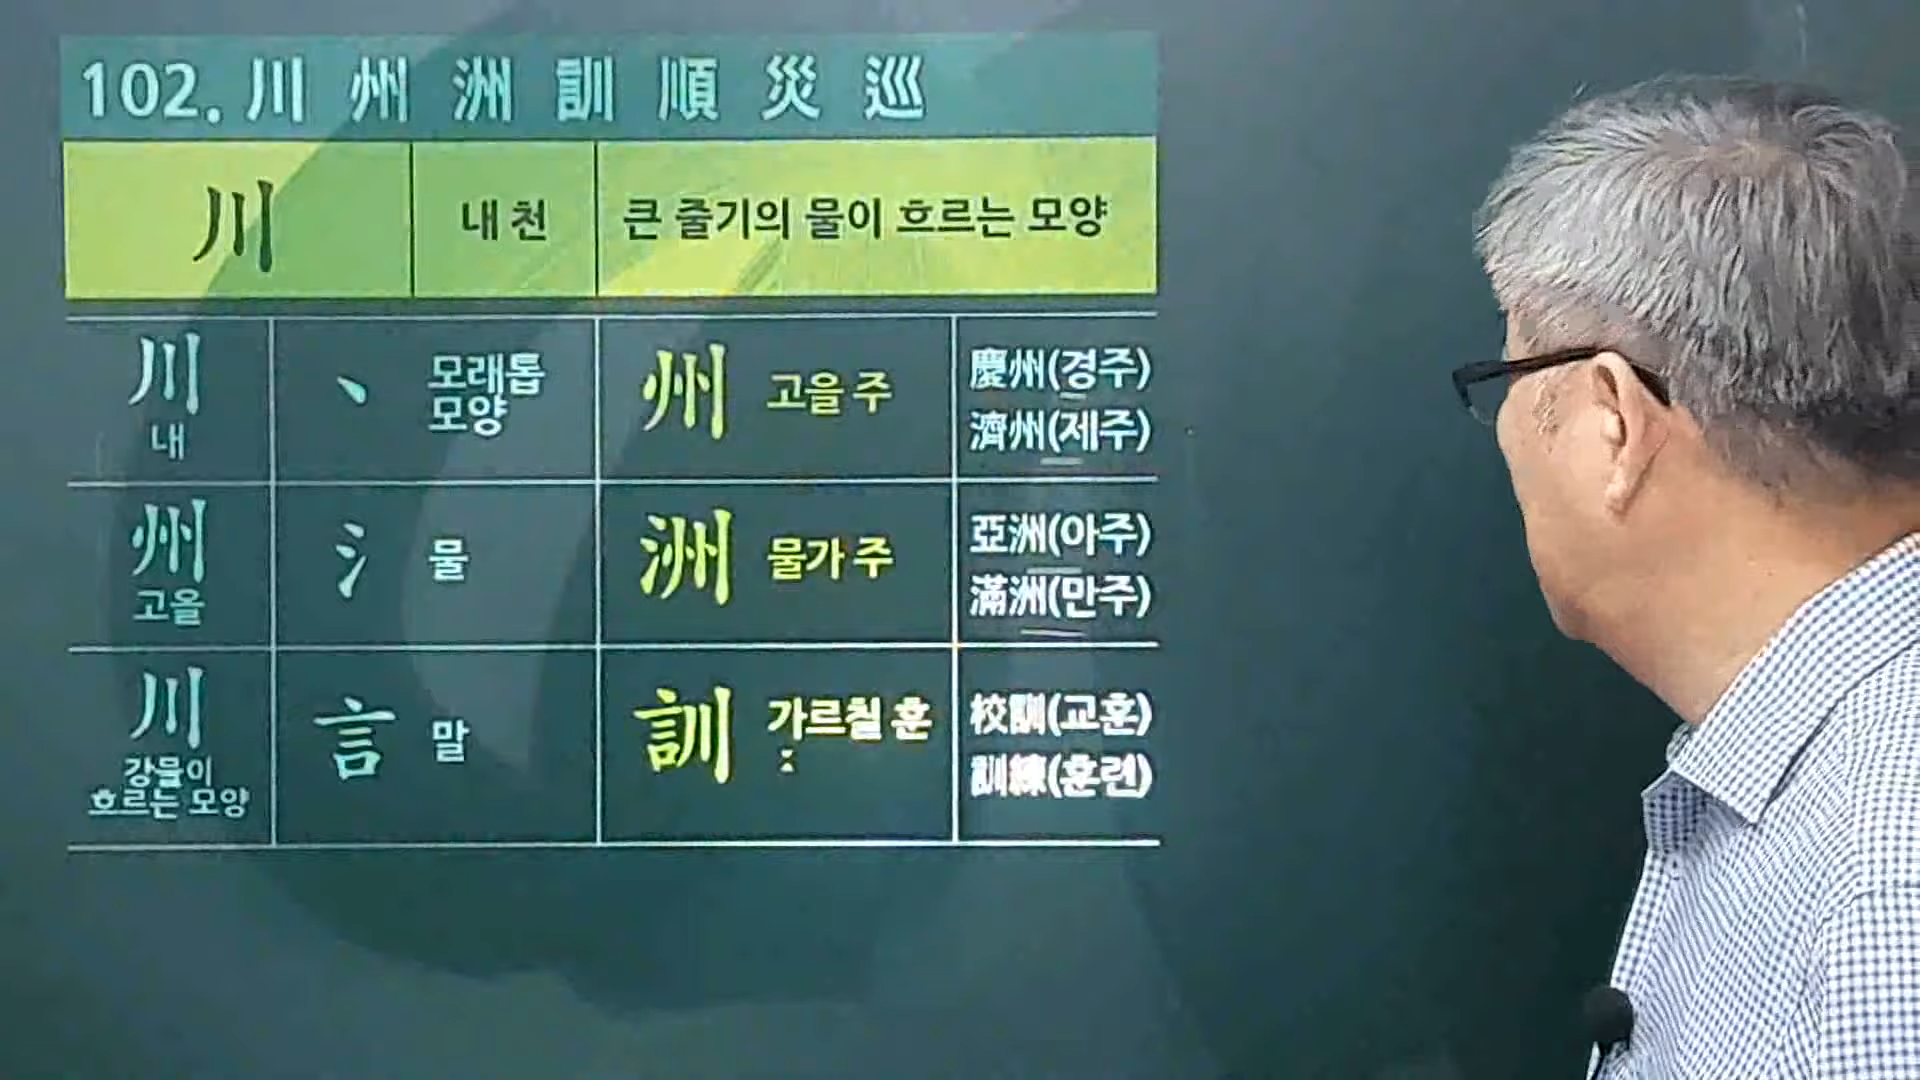 102. 川 州 洲 訓 順 災 巡
川 내 천 큰 줄기의 물이 흐르는 모양
川 내 丶 모래톱 모양 州 고을 주 慶州(경주) 濟州(제주)
州 고을 氵 물 洲 물가 주 亞洲(아주) 滿洲(만주)
川 강물이 흐르는 모양 言 말 訓 가르칠 훈 校訓(교훈) 訓練(훈련)